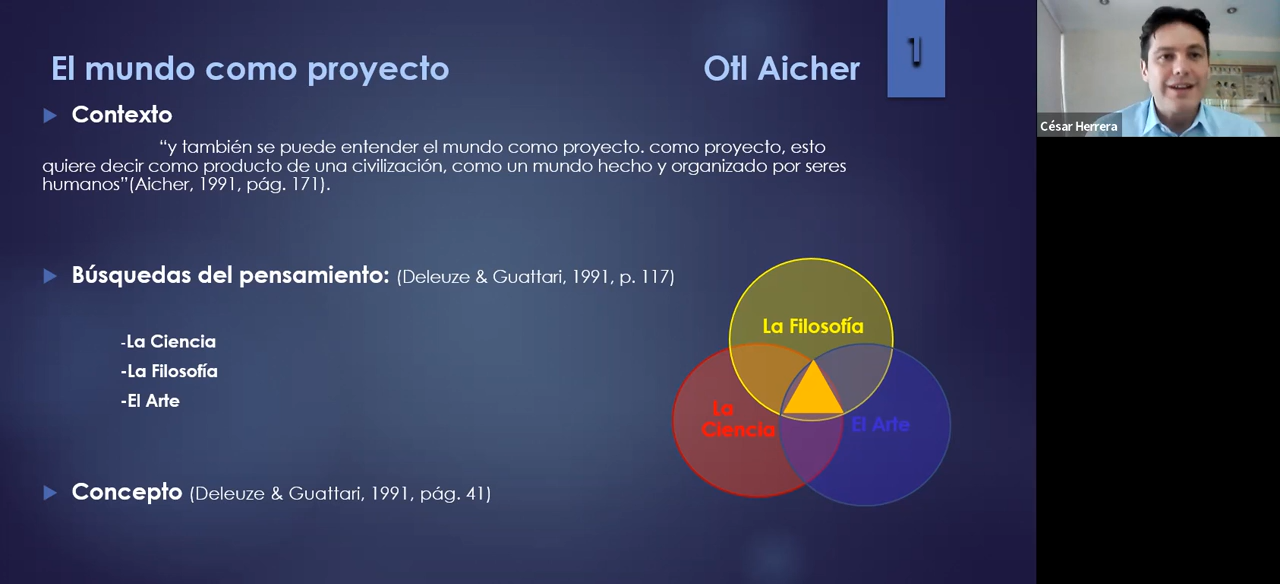 El mundo como proyecto
Otl Aicher
1
Contexto
“y también se puede entender el mundo como proyecto. como proyecto, esto
quiere decir como producto de una civilización, como un mundo hecho y organizado por seres
humanos”(Aicher, 1991, pág. 171).
Búsquedas del pensamiento: (Deleuze & Guattari, 1991, p. 117)
-La Ciencia
-La Filosofía
-El Arte
La Filosofía
La
Ciencia
El Arte
Concepto (Deleuze & Guattari, 1991, pág. 41)
César Herrera